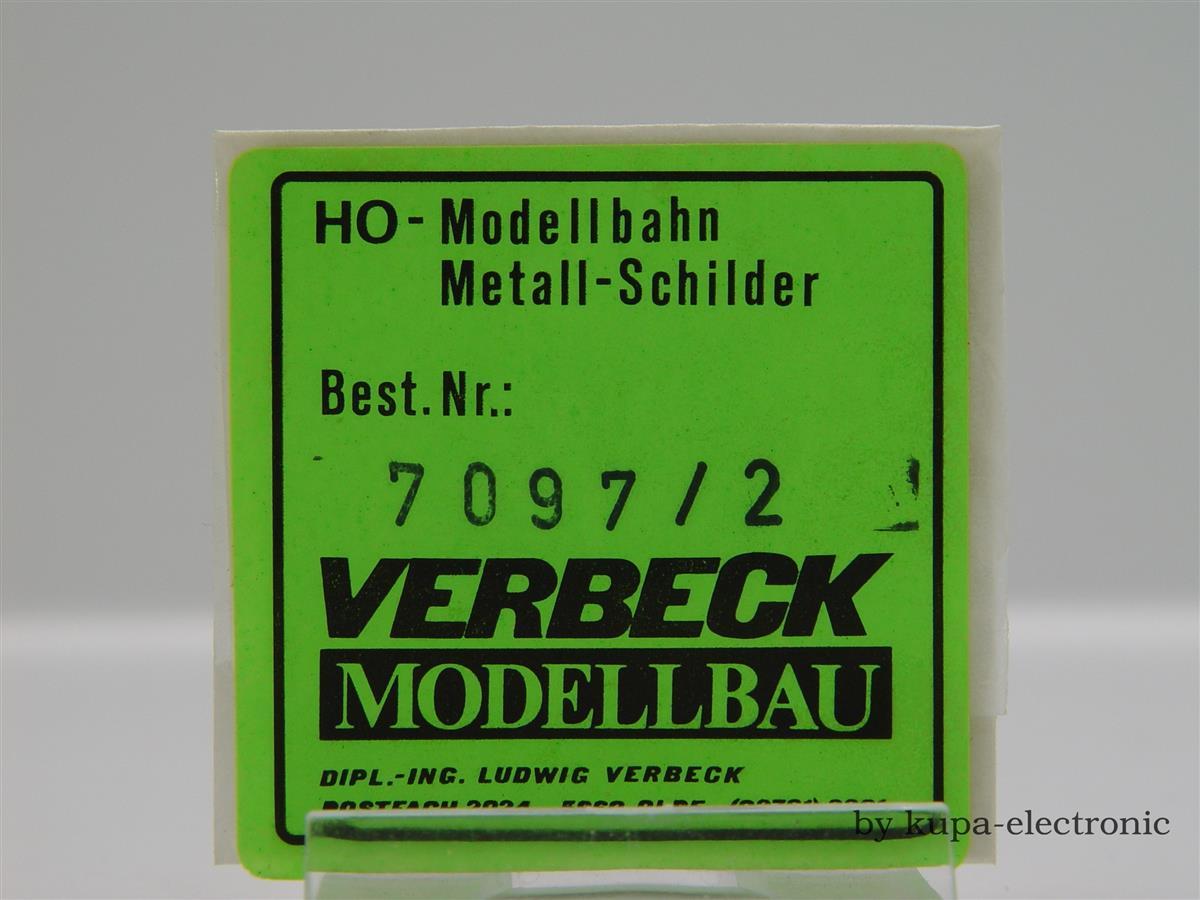 HO-Modellbahn
Metall-Schilder
Best.Nr.:
7097/2
VERBECK
MODELLBAU
DIPL.-ING. LUDWIG VERBECK
by kupa-electronic